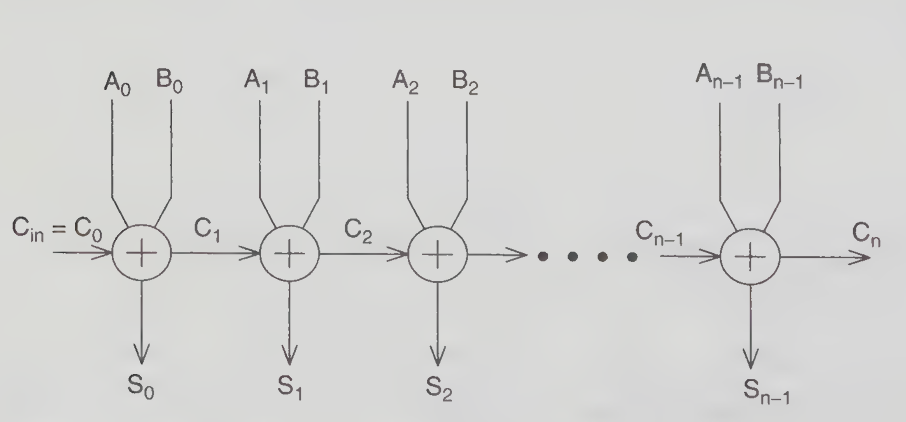 A₀ B₀ A₁ B₁ A₂ B₂ Aₙ₋₁ Bₙ₋₁
Cᵢₙ = C₀ C₁ C₂ Cₙ₋₁ Cₙ
+ + + +
S₀ S₁ S₂ Sₙ₋₁